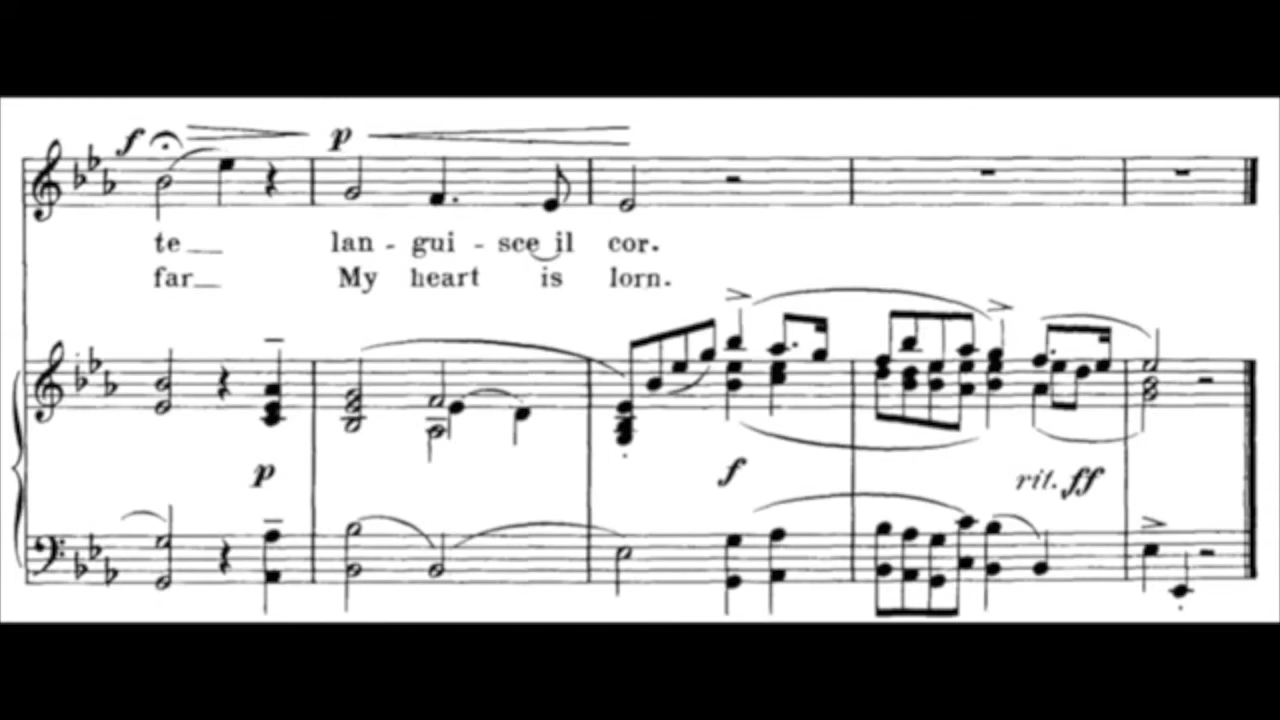 f p
te lan - gui - sce il cor.
far My heart is lorn.
p f rit. ff